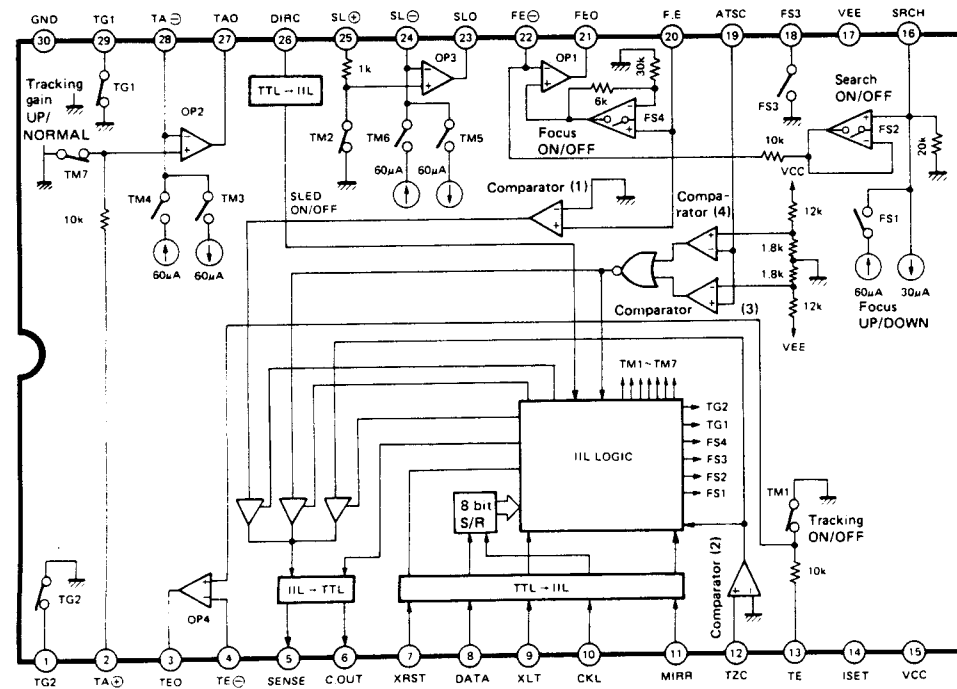 GND TG1 TA⊖ TAO DIRC SL⊕ SL⊖ SLO FE⊖ FEO F.E ATSC FS3 VEE SRCH
30 29 28 27 26 25 24 23 22 21 20 19 18 17 16
Tracking
gain
UP/
NORMAL
TG1
TM7
10k
OP2
TM4
TM3
60µA
60µA
TTL→IIL
SLED
ON/OFF
1k
TM2
OP3
TM6
TM5
60µA
60µA
OP1
30k
6k
FS4
Focus
ON/OFF
FS3
Search
ON/OFF
FS2
10k
20k
VCC
Comparator (1)
Compa-
rator (4)
12k
1.8k
1.8k
12k
VEE
Comparator (3)
FS1
60µA
30µA
Focus
UP/DOWN
TM1~TM7
IIL LOGIC
TG2
TG1
FS4
FS3
FS2
FS1
8 bit
S/R
TM1
Tracking
ON/OFF
10k
Comparator (2)
TG2
OP4
IIL→TTL
TTL→IIL
1 2 3 4 5 6 7 8 9 10 11 12 13 14 15
TG2 TA⊕ TEO TE⊖ SENSE C.OUT XRST DATA XLT CKL MIRR TZC TE ISET VCC